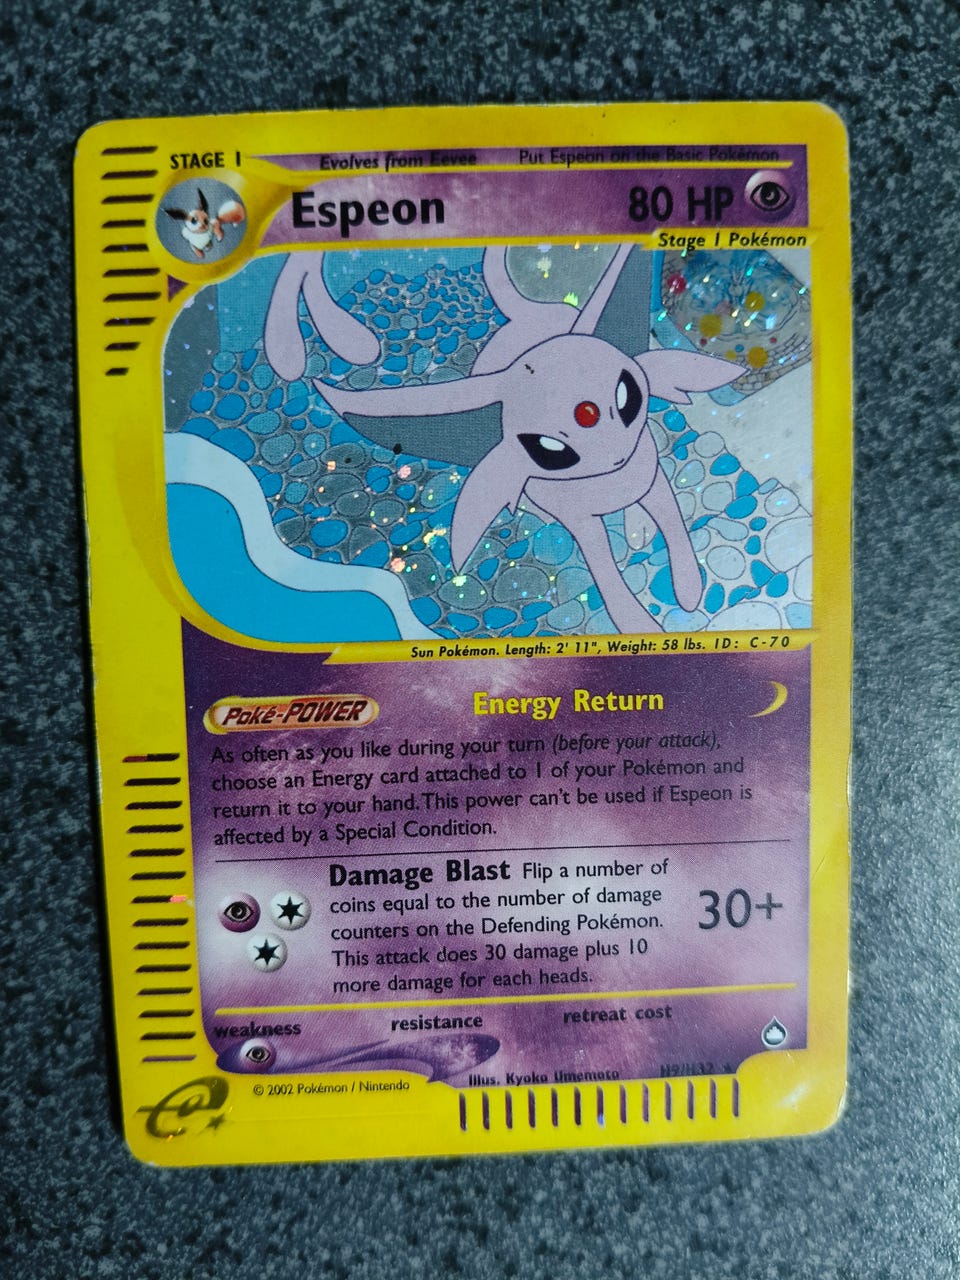 STAGE 1
Evolves from Eevee
Put Espeon on the Basic Pokémon
Espeon
80 HP
Stage 1 Pokémon
Sun Pokémon. Length: 2' 11", Weight: 58 lbs. ID: C-70
Poké-POWER
Energy Return
As often as you like during your turn (before your attack),
choose an Energy card attached to 1 of your Pokémon and
return it to your hand. This power can't be used if Espeon is
affected by a Special Condition.
Damage Blast Flip a number of
coins equal to the number of damage
counters on the Defending Pokémon.
This attack does 30 damage plus 10
more damage for each heads.
30+
weakness
resistance
retreat cost
Illus. Kyoko Umemoto
H9/H32 ★
© 2002 Pokémon / Nintendo
e